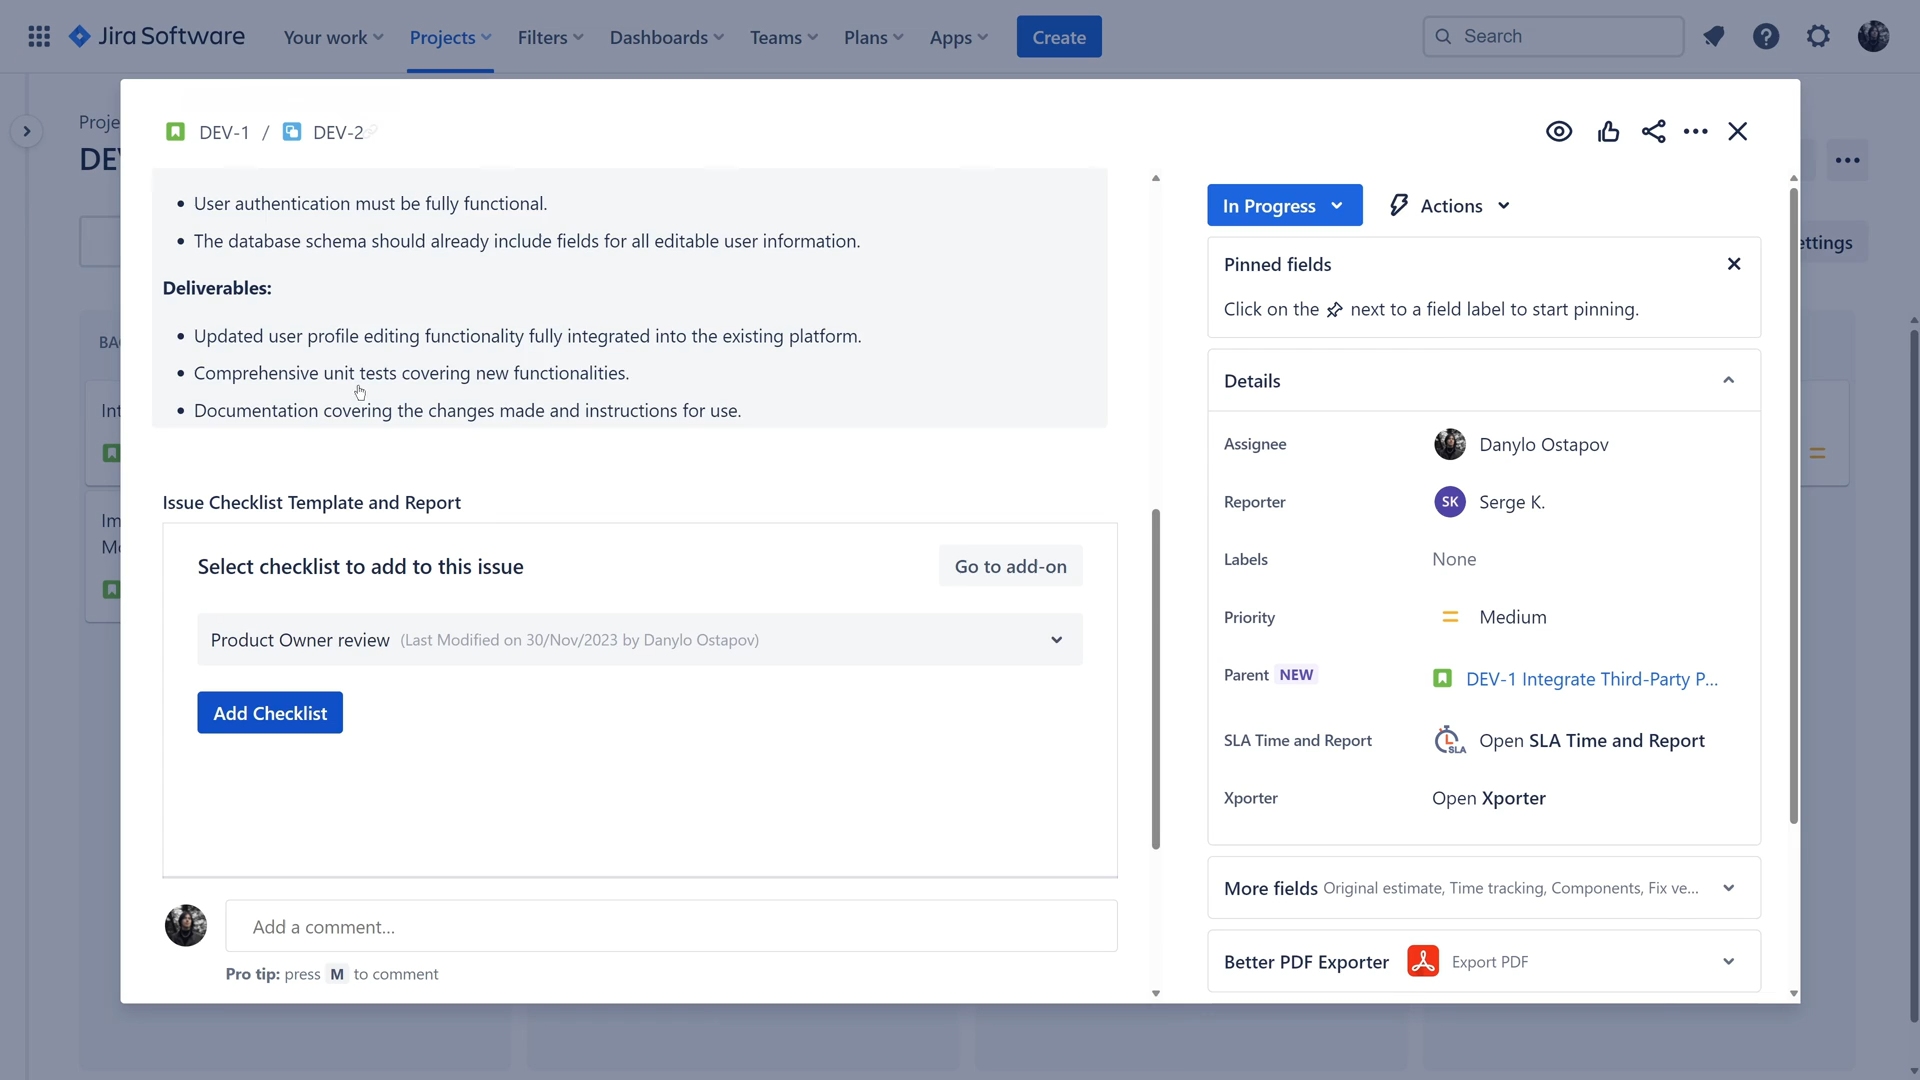 Jira Software
Your work
Projects
Filters
Dashboards
Teams
Plans
Apps
Create
Search
Proje
DE
DEV-1 / DEV-2
ettings
BA
Int
Im
Mo
User authentication must be fully functional.
The database schema should already include fields for all editable user information.
Deliverables:
Updated user profile editing functionality fully integrated into the existing platform.
Comprehensive unit tests covering new functionalities.
Documentation covering the changes made and instructions for use.
Issue Checklist Template and Report
Select checklist to add to this issue
Go to add-on
Product Owner review (Last Modified on 30/Nov/2023 by Danylo Ostapov)
Add Checklist
Add a comment...
Pro tip: press M to comment
In Progress
Actions
Pinned fields
Click on the next to a field label to start pinning.
Details
Assignee
Danylo Ostapov
Reporter
SK Serge K.
Labels
None
Priority
Medium
Parent NEW
DEV-1 Integrate Third-Party P...
SLA Time and Report
SLA Open SLA Time and Report
Xporter
Open Xporter
More fields Original estimate, Time tracking, Components, Fix ve...
Better PDF Exporter Export PDF